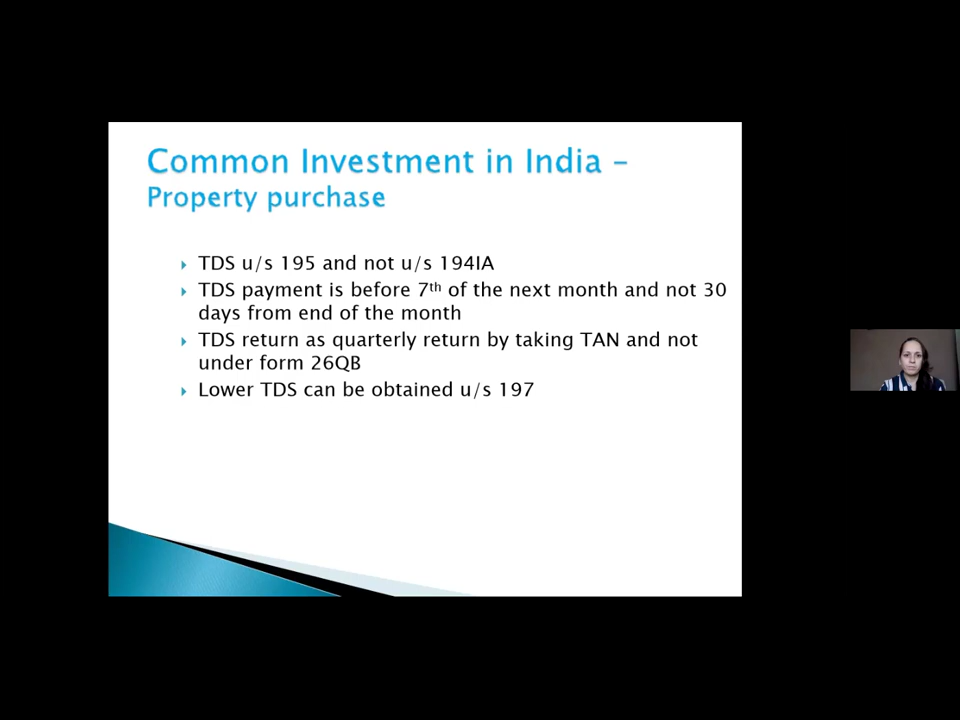 Common Investment in India –
Property purchase
TDS u/s 195 and not u/s 194IA
TDS payment is before 7th of the next month and not 30
days from end of the month
TDS return as quarterly return by taking TAN and not
under form 26QB
Lower TDS can be obtained u/s 197